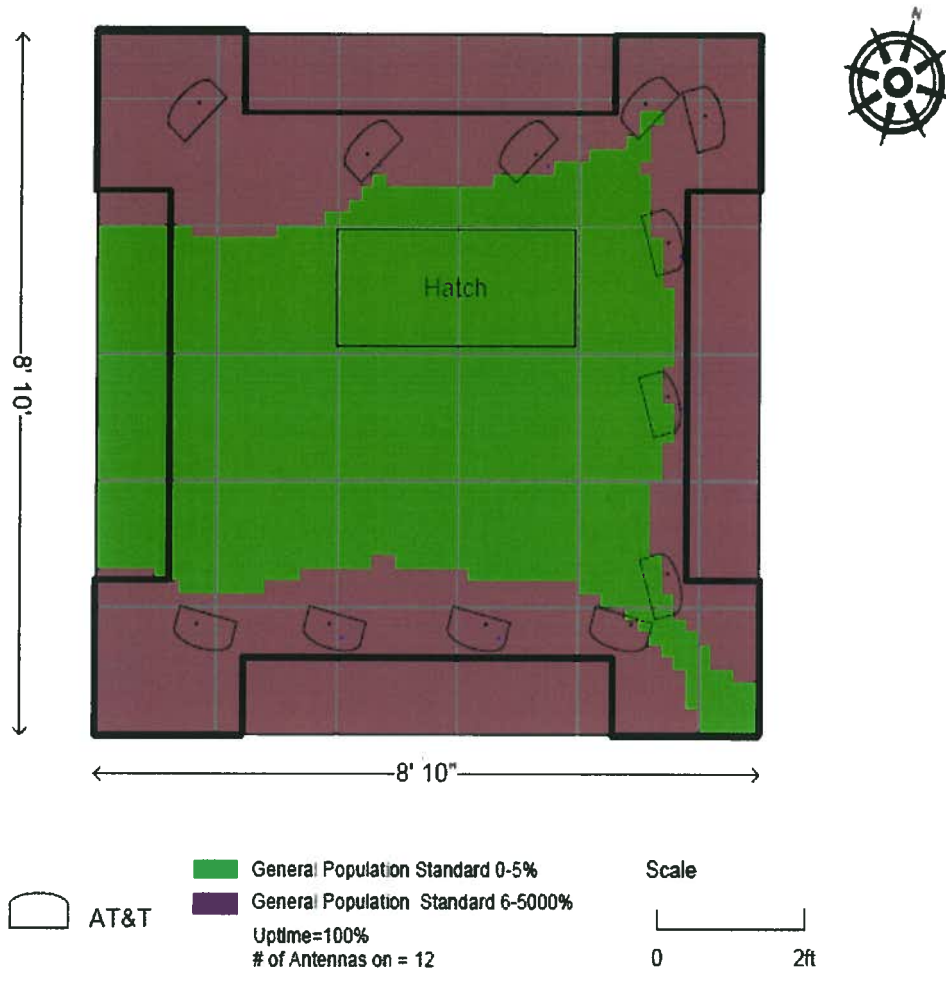 N
8' 10'
Hatch
8' 10"
AT&T
General Population Standard 0-5%
General Population Standard 6-5000%
Uptime=100%
# of Antennas on = 12
Scale
0 2ft